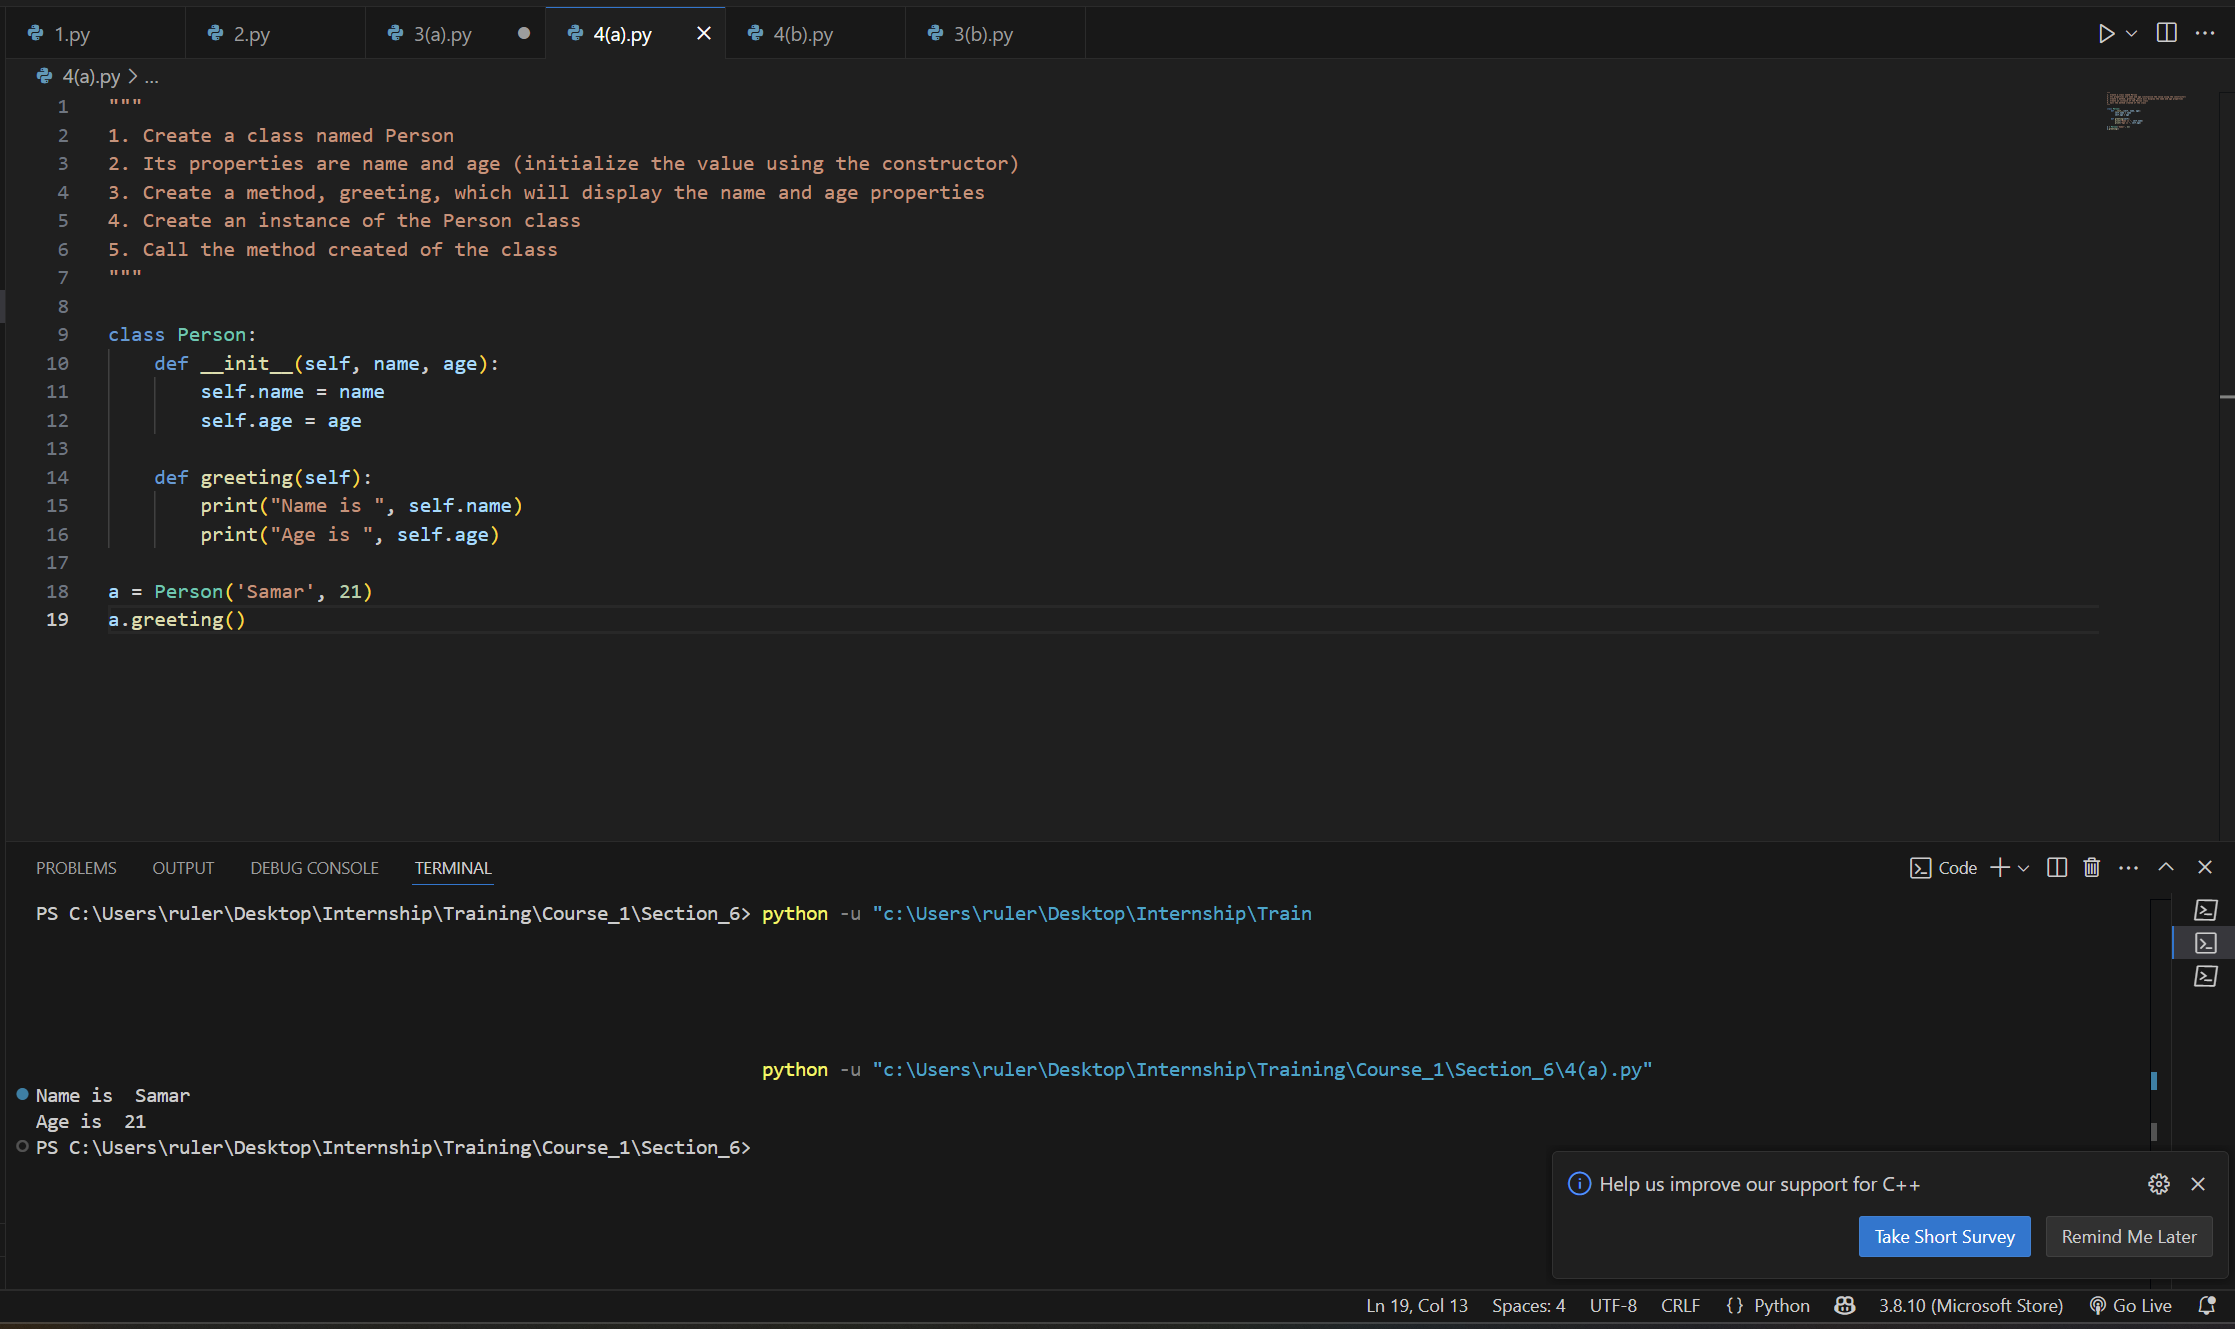 1.py 2.py 3(a).py 4(a).py 4(b).py 3(b).py
4(a).py > ...
1 """
2 1. Create a class named Person
3 2. Its properties are name and age (initialize the value using the constructor)
4 3. Create a method, greeting, which will display the name and age properties
5 4. Create an instance of the Person class
6 5. Call the method created of the class
7 """
8
9 class Person:
10     def __init__(self, name, age):
11         self.name = name
12         self.age = age
13
14     def greeting(self):
15         print("Name is ", self.name)
16         print("Age is ", self.age)
17
18 a = Person('Samar', 21)
19 a.greeting()
PROBLEMS OUTPUT DEBUG CONSOLE TERMINAL Code
PS C:\Users\ruler\Desktop\Internship\Training\Course_1\Section_6> python -u "c:\Users\ruler\Desktop\Internship\Train
python -u "c:\Users\ruler\Desktop\Internship\Training\Course_1\Section_6\4(a).py"
Name is  Samar
Age is  21
PS C:\Users\ruler\Desktop\Internship\Training\Course_1\Section_6>
Help us improve our support for C++
Take Short Survey Remind Me Later
Ln 19, Col 13 Spaces: 4 UTF-8 CRLF {} Python 3.8.10 (Microsoft Store) Go Live